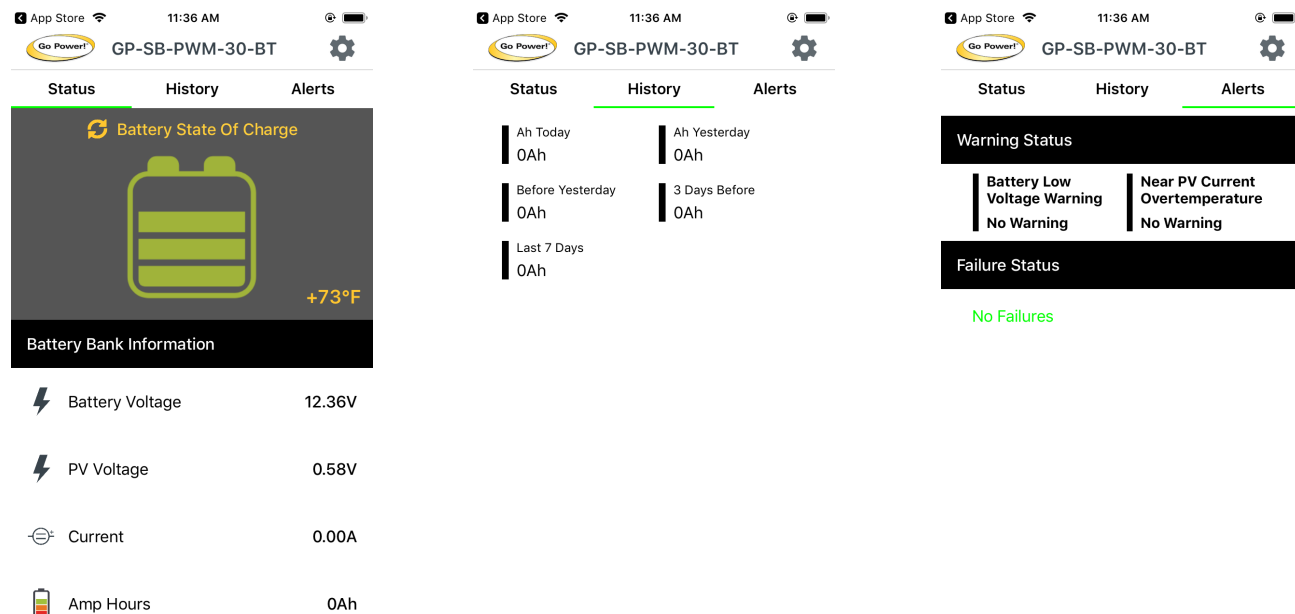 App Store
11:36 AM
Go Power!
GP-SB-PWM-30-BT
Status
History
Alerts
Battery State Of Charge
+73°F
Battery Bank Information
Battery Voltage
12.36V
PV Voltage
0.58V
Current
0.00A
Amp Hours
0Ah
App Store
11:36 AM
Go Power!
GP-SB-PWM-30-BT
Status
History
Alerts
Ah Today
0Ah
Ah Yesterday
0Ah
Before Yesterday
0Ah
3 Days Before
0Ah
Last 7 Days
0Ah
App Store
11:36 AM
Go Power!
GP-SB-PWM-30-BT
Status
History
Alerts
Warning Status
Battery Low
Voltage Warning
No Warning
Near PV Current
Overtemperature
No Warning
Failure Status
No Failures